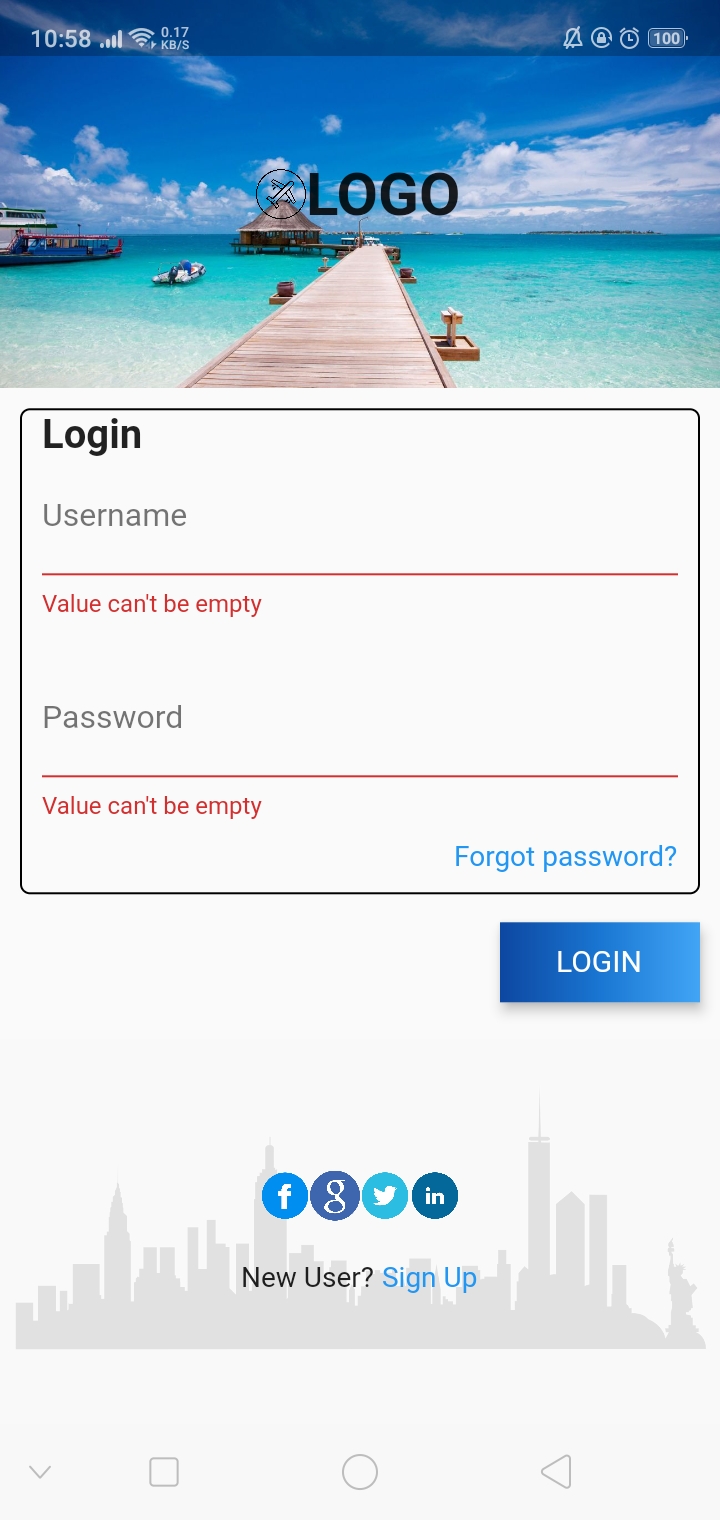 10:58 0.17 KB/S 100
LOGO
Login
Username
Value can't be empty
Password
Value can't be empty
Forgot password?
LOGIN
f g in
New User? Sign Up